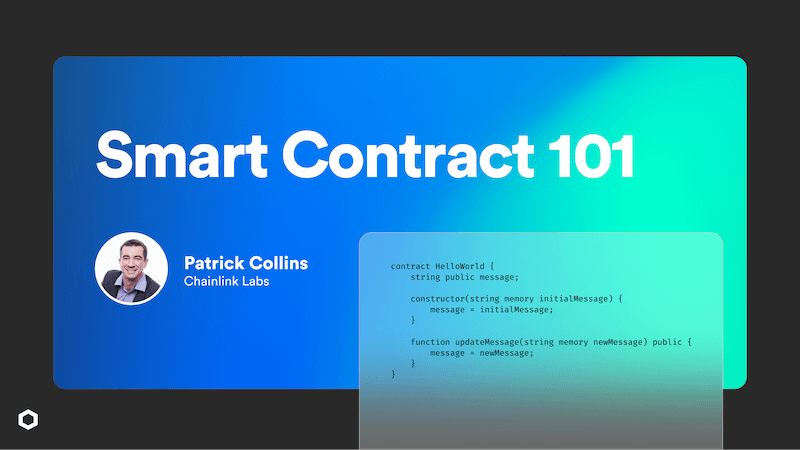 Smart Contract 101
Patrick Collins
Chainlink Labs
contract HelloWorld {
    string public message;
    constructor(string memory initialMessage) {
        message = initialMessage;
    }
    function updateMessage(string memory newMessage) public {
        message = newMessage;
    }
}